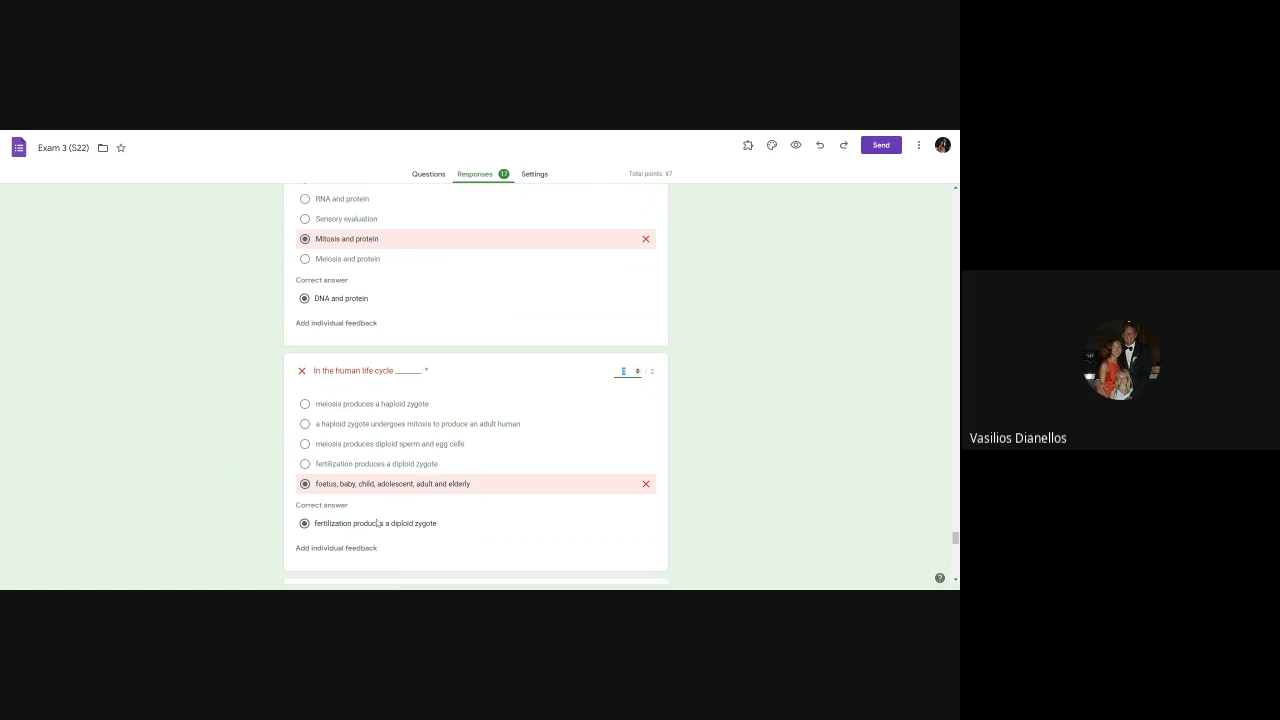 Exam 3 (S22)
Send
Questions
Responses 17
Settings
Total points: 97
RNA and protein
Sensory evaluation
Mitosis and protein
Meiosis and protein
Correct answer
DNA and protein
Add individual feedback
In the human life cycle ______ *
0 / 2
meiosis produces a haploid zygote
a haploid zygote undergoes mitosis to produce an adult human
meiosis produces diploid sperm and egg cells
fertilization produces a diploid zygote
foetus, baby, child, adolescent, adult and elderly
Correct answer
fertilization produces a diploid zygote
Add individual feedback
Vasilios Dianellos